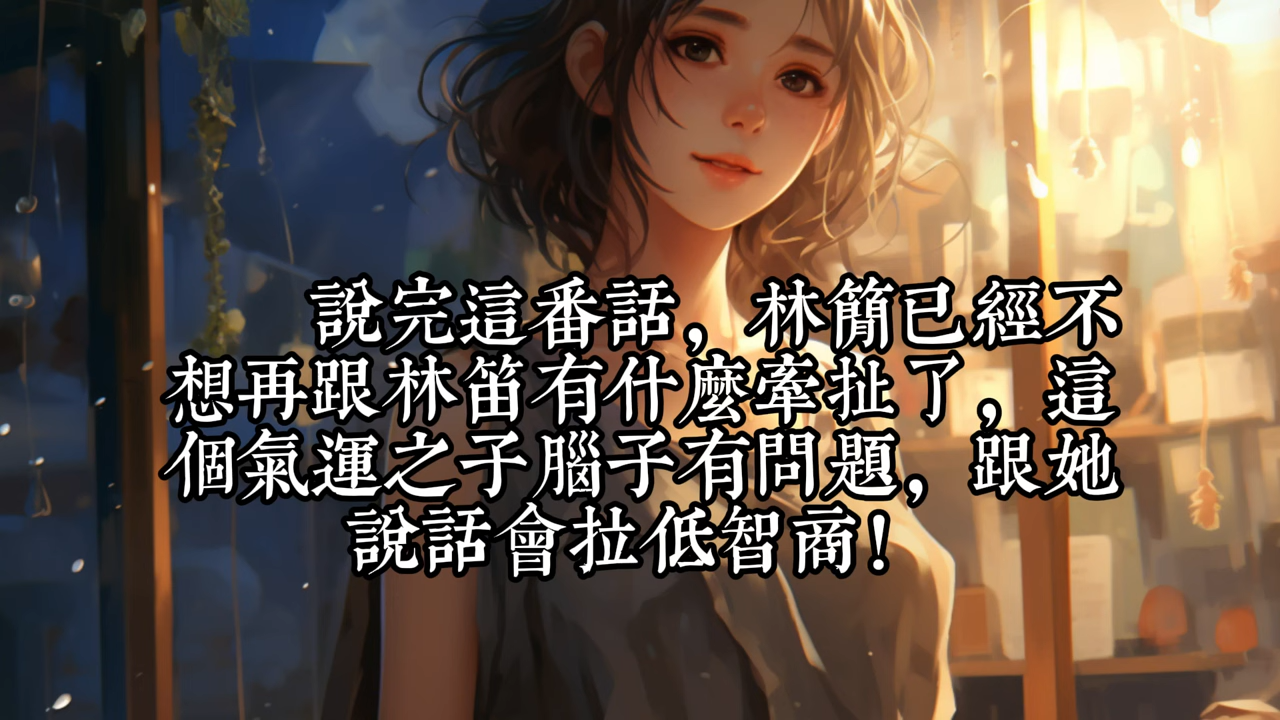 說完這番話，林簡已經不
想再跟林笛有什麼牽扯了，這
個氣運之子腦子有問題，跟她
說話會拉低智商！